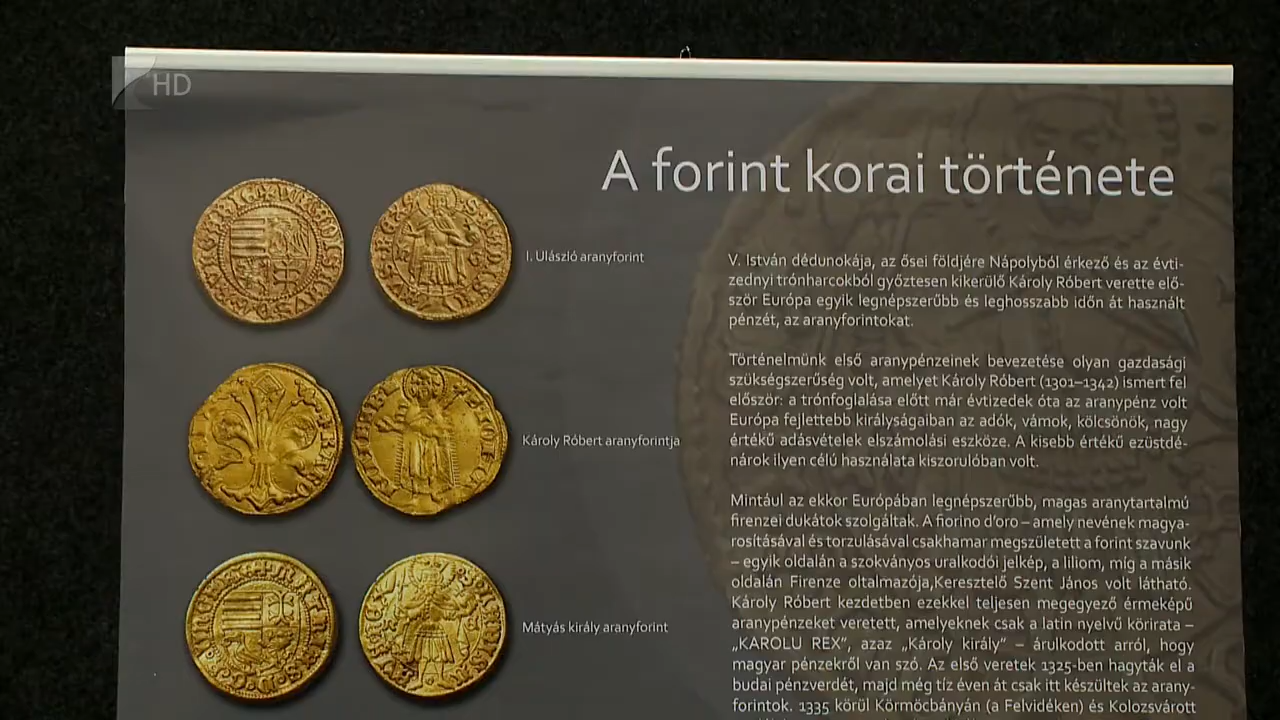 HD
A forint korai története
I. Ulászló aranyforint
Károly Róbert aranyforintja
Mátyás király aranyforint
V. István dédunokája, az ősei földjére Nápolyból érkező és az évti-
zednyi trónharcokból győztesen kikerülő Károly Róbert verette elő-
ször Európa egyik legnépszerűbb és leghosszabb időn át használt
pénzét, az aranyforintokat.
Történelmünk első aranypénzeinek bevezetése olyan gazdasági
szükségszerűség volt, amelyet Károly Róbert (1301–1342) ismert fel
először: a trónfoglalása előtt már évtizedek óta az aranypénz volt
Európa fejlettebb királyságaiban az adók, vámok, kölcsönök, nagy
értékű adásvételek elszámolási eszköze. A kisebb értékű ezüstdé-
nárok ilyen célú használata kiszorulóban volt.
Mintául az ekkor Európában legnépszerűbb, magas aranytartalmú
firenzei dukátok szolgáltak. A fiorino d'oro – amely nevének magya-
rosításával és torzulásával csakhamar megszületett a forint szavunk
– egyik oldalán a szokványos uralkodói jelkép, a liliom, míg a másik
oldalán Firenze oltalmazója,Keresztelő Szent János volt látható.
Károly Róbert kezdetben ezekkel teljesen megegyező érmeképű
aranypénzeket veretett, amelyeknek csak a latin nyelvű körirata –
„KAROLU REX”, azaz „Károly király” – árulkodott arról, hogy
magyar pénzekről van szó. Az első veretek 1325-ben hagyták el a
budai pénzverdét, majd még tíz éven át csak itt készültek az arany-
forintok. 1335 körül Körmöcbányán (a Felvidéken) és Kolozsvárott